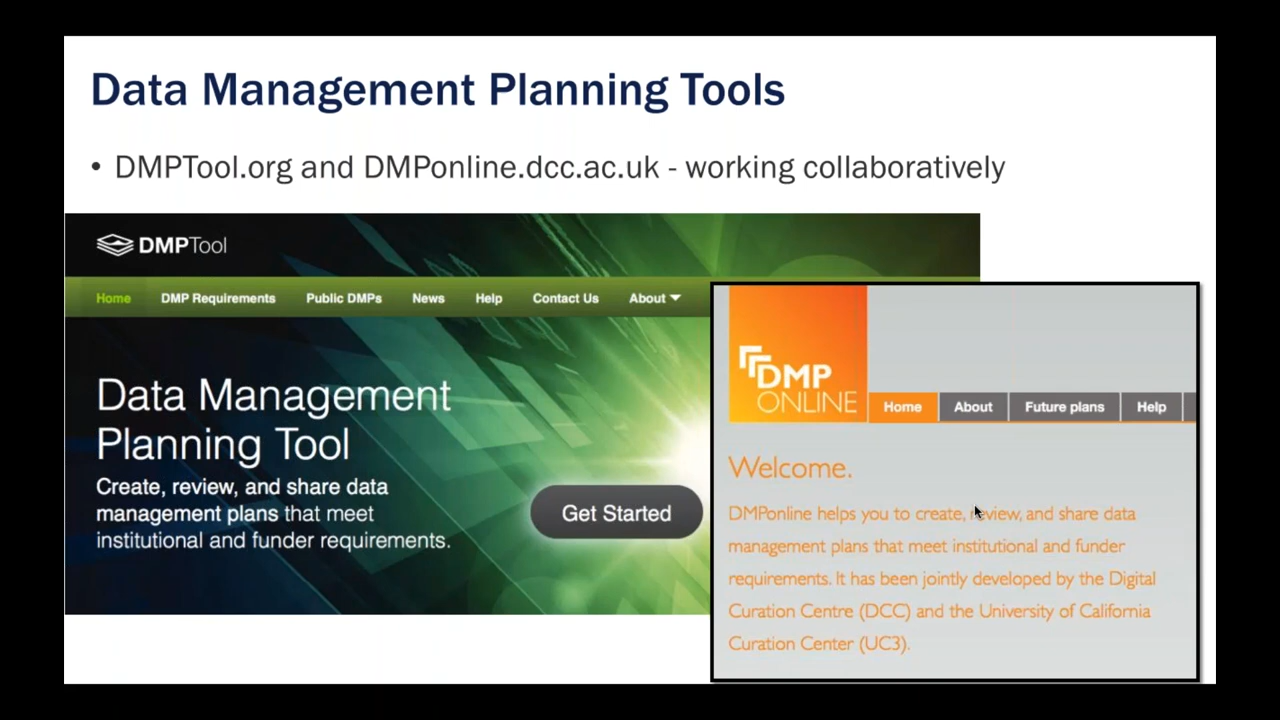 Data Management Planning Tools
• DMPTool.org and DMPonline.dcc.ac.uk - working collaboratively
DMPTool
Home DMP Requirements Public DMPs News Help Contact Us About
Data Management
Planning Tool
Create, review, and share data
management plans that meet
institutional and funder requirements.
Get Started
DMP
ONLINE
Home About Future plans Help
Welcome.
DMPonline helps you to create, review, and share data
management plans that meet institutional and funder
requirements. It has been jointly developed by the Digital
Curation Centre (DCC) and the University of California
Curation Center (UC3).